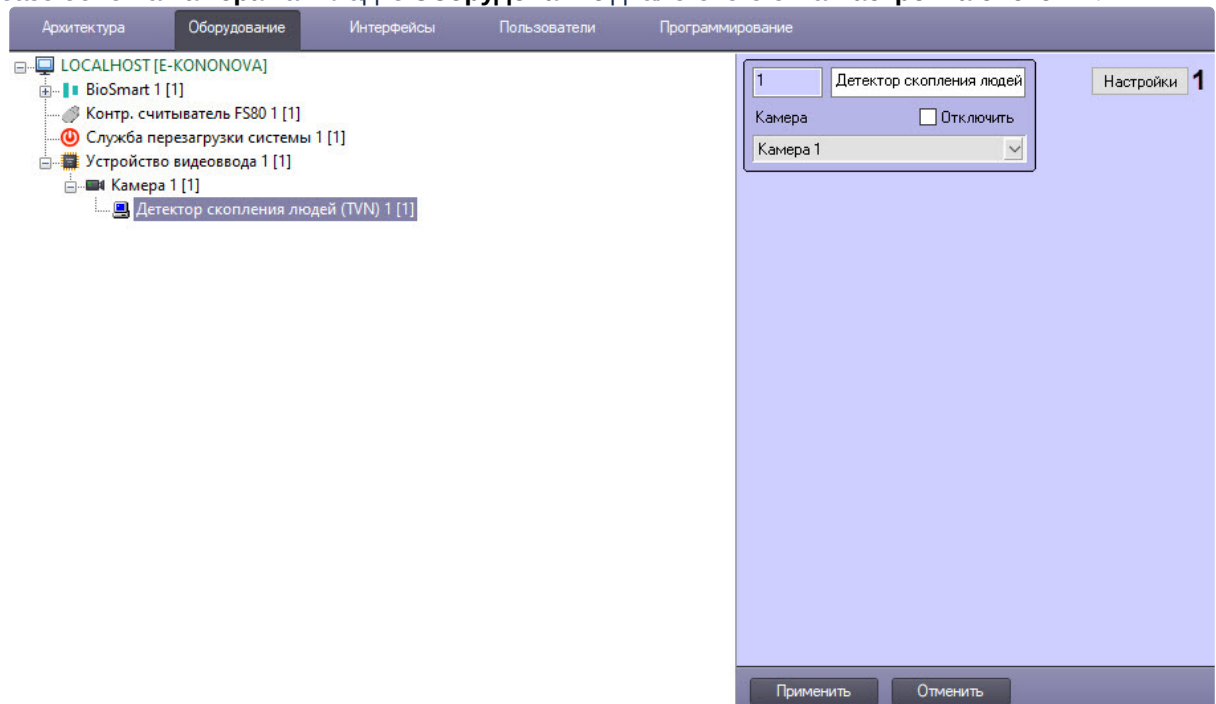 Архитектура Оборудование Интерфейсы Пользователи Программирование
LOCALHOST [E-KONONOVA]
BioSmart 1 [1]
Контр. считыватель FS80 1 [1]
Служба перезагрузки системы 1 [1]
Устройство видеоввода 1 [1]
Камера 1 [1]
Детектор скопления людей (TVN) 1 [1]
1 Детектор скопления людей Настройки 1
Камера Отключить
Камера 1
Применить Отменить